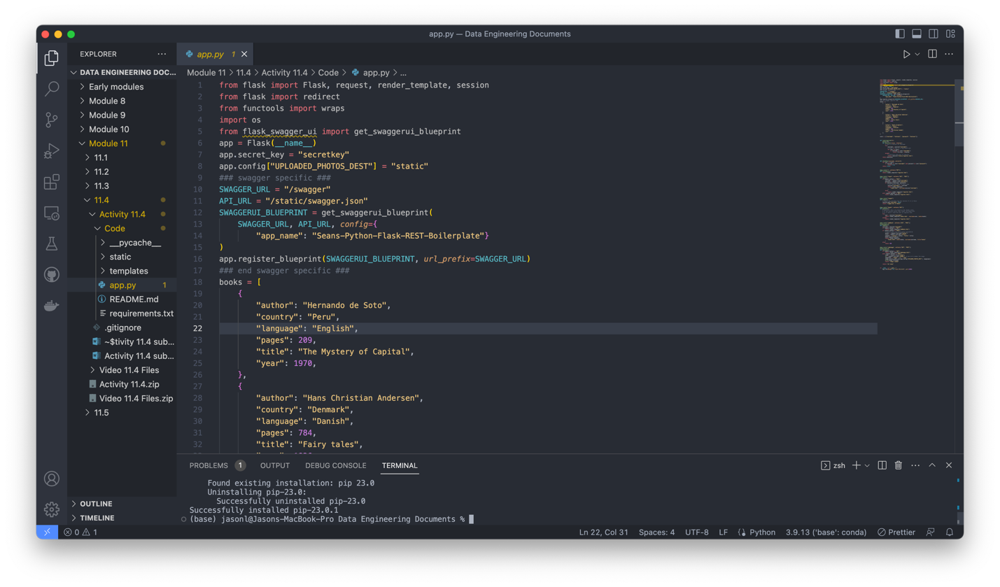 app.py — Data Engineering Documents
EXPLORER
DATA ENGINEERING DOC...
Early modules
Module 8
Module 9
Module 10
Module 11
11.1
11.2
11.3
11.4
Activity 11.4
Code
__pycache__
static
templates
app.py 1
README.md
requirements.txt
.gitignore
~$tivity 11.4 sub...
Activity 11.4 sub...
Video 11.4 Files
Activity 11.4.zip
Video 11.4 Files.zip
11.5
OUTLINE
TIMELINE
app.py 1
Module 11 > 11.4 > Activity 11.4 > Code > app.py > ...
1 from flask import Flask, request, render_template, session
2 from flask import redirect
3 from functools import wraps
4 import os
5 from flask_swagger_ui import get_swaggerui_blueprint
6 app = Flask(__name__)
7 app.secret_key = "secretkey"
8 app.config["UPLOADED_PHOTOS_DEST"] = "static"
9 ### swagger specific ###
10 SWAGGER_URL = "/swagger"
11 API_URL = "/static/swagger.json"
12 SWAGGERUI_BLUEPRINT = get_swaggerui_blueprint(
13 SWAGGER_URL, API_URL, config={
14 "app_name": "Seans-Python-Flask-REST-Boilerplate"}
15 )
16 app.register_blueprint(SWAGGERUI_BLUEPRINT, url_prefix=SWAGGER_URL)
17 ### end swagger specific ###
18 books = [
19 {
20 "author": "Hernando de Soto",
21 "country": "Peru",
22 "language": "English",
23 "pages": 209,
24 "title": "The Mystery of Capital",
25 "year": 1970,
26 },
27 {
28 "author": "Hans Christian Andersen",
29 "country": "Denmark",
30 "language": "Danish",
31 "pages": 784,
32 "title": "Fairy tales",
PROBLEMS 1 OUTPUT DEBUG CONSOLE TERMINAL
zsh
Found existing installation: pip 23.0
Uninstalling pip-23.0:
Successfully uninstalled pip-23.0
Successfully installed pip-23.0.1
(base) jasonl@Jasons-MacBook-Pro Data Engineering Documents %
0 1 Ln 22, Col 31 Spaces: 4 UTF-8 LF Python 3.9.13 ('base': conda) Prettier